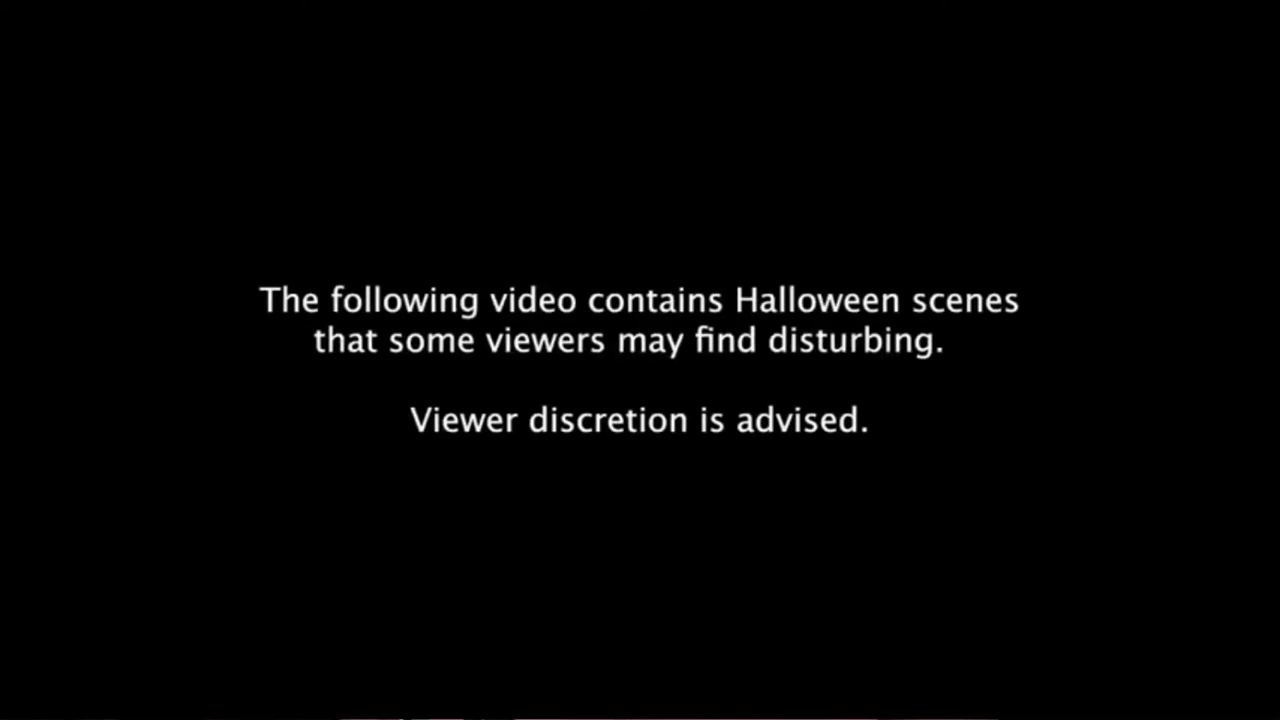 The following video contains Halloween scenes
that some viewers may find disturbing.
Viewer discretion is advised.